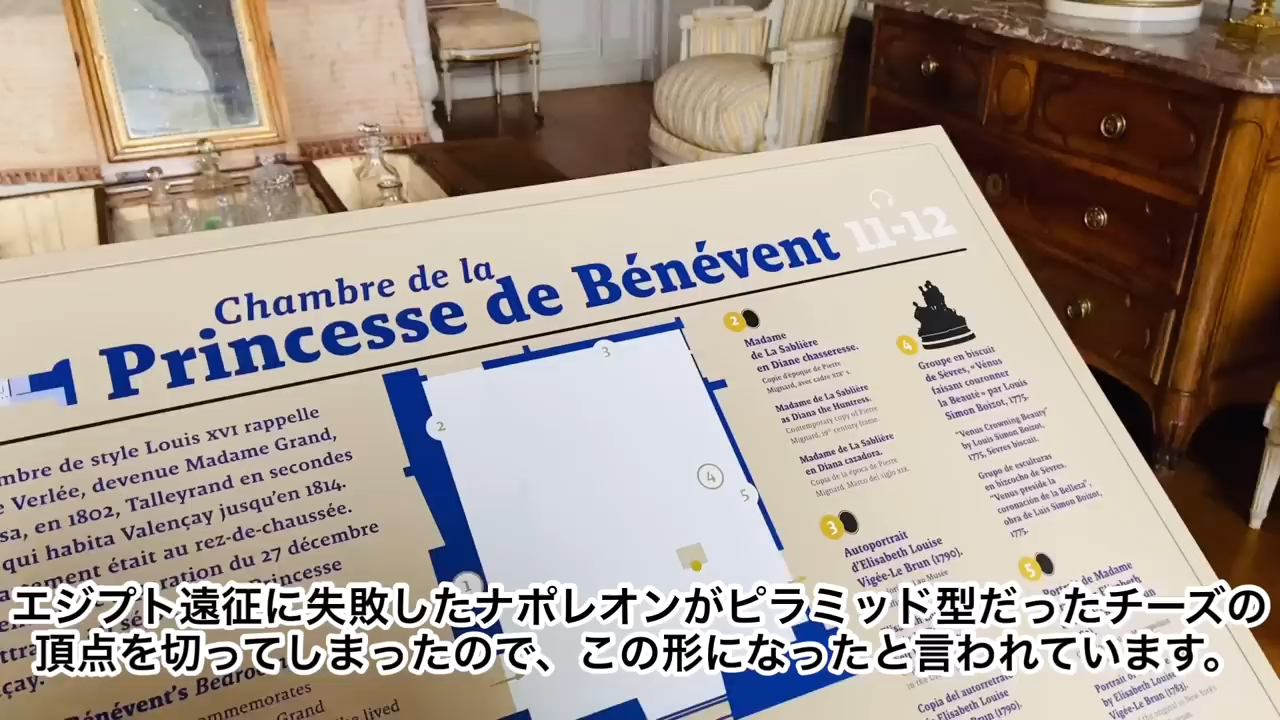 Chambre de la
Princesse de Bénévent 11-12
mbre de style Louis XVI rappelle
Verlée, devenue Madame Grand,
sa, en 1802, Talleyrand en secondes
qui habita Valençay jusqu'en 1814.
ement était au rez-de-chaussée.
ration du 27 décembre
Princesse
çay.
Bénévent's
ommemorates
Grand
lived
3
2
4
5
1
2
Madame
de La Sablière
en Diane chasseresse.
Copie d'époque de Pierre
Mignard, avec cadre XIXe s.
Madame de La Sablière
as Diana the Huntress.
Contemporary copy of Pierre
Mignard, 19th century frame.
Madame de La Sablière
en Diana cazadora.
Copia de la época de Pierre
Mignard. Marco del siglo XIX.
3
Autoportrait
d'Elisabeth Louise
Vigée-Le Brun (1790).
Copia del autorretrato
de Elisabeth Louise
Le Brun (1790).
4
Groupe en biscuit
de Sèvres, « Vénus
faisant couronner
la Beauté » par Louis
Simon Boizot, 1775.
"Venus Crowning Beauty"
by Louis Simon Boizot,
1775, Sèvres biscuit.
Grupo de esculturas
en bizcocho de Sèvres,
"Venus preside la
coronación de la Belleza",
obra de Luis Simon Boizot,
1775.
5
de Madame
by Elisabeth Louise
Vigée-Le Brun (1783).
エジプト遠征に失敗したナポレオンがピラミッド型だったチーズの
頂点を切ってしまったので、この形になったと言われています。